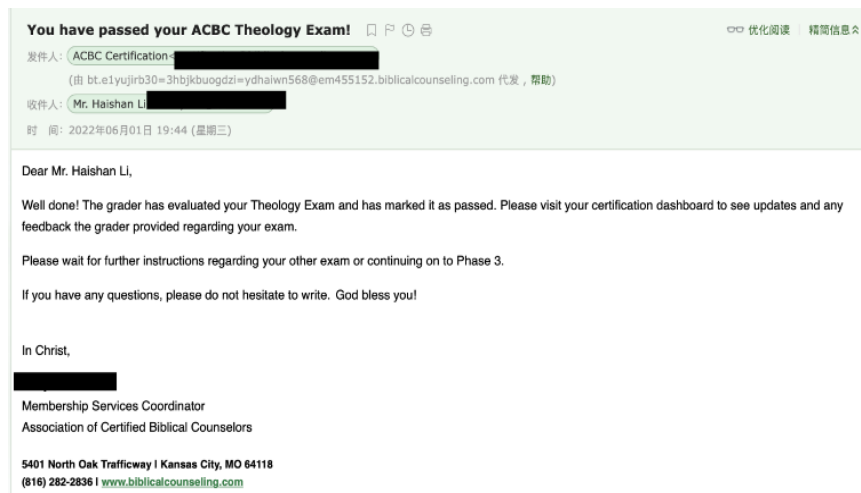 You have passed your ACBC Theology Exam!
优化阅读 精简信息
发件人: ACBC Certification<
(由 bt.e1yujirb30=3hbjkbuogdzi=ydhaiwn568@em455152.biblicalcounseling.com 代发，帮助)
收件人: Mr. Haishan Li
时 间: 2022年06月01日 19:44 (星期三)
Dear Mr. Haishan Li,
Well done! The grader has evaluated your Theology Exam and has marked it as passed. Please visit your certification dashboard to see updates and any
feedback the grader provided regarding your exam.
Please wait for further instructions regarding your other exam or continuing on to Phase 3.
If you have any questions, please do not hesitate to write. God bless you!
In Christ,
Membership Services Coordinator
Association of Certified Biblical Counselors
5401 North Oak Trafficway | Kansas City, MO 64118
(816) 282-2836 | www.biblicalcounseling.com